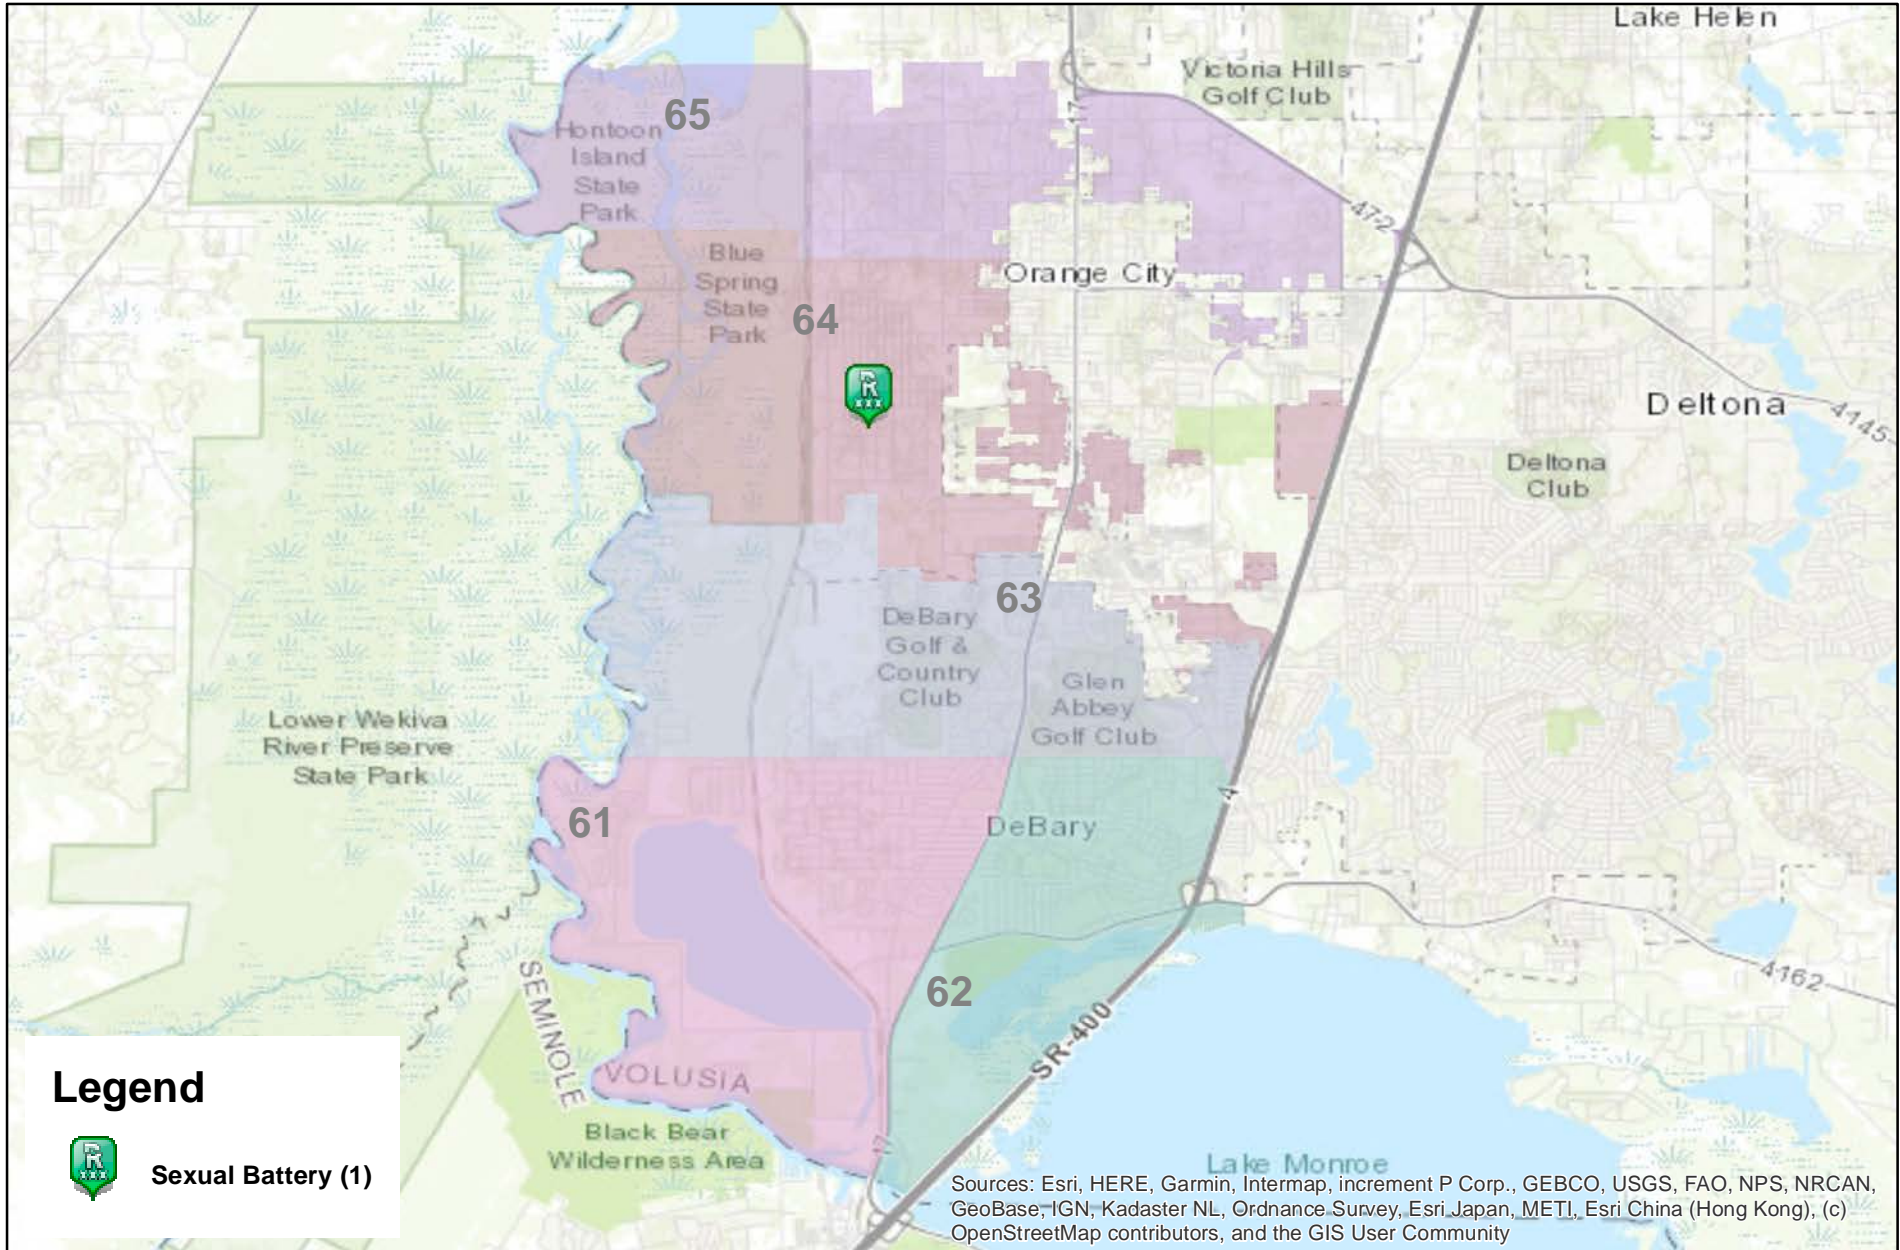 Lake Helen
Victoria Hills
Golf Club
65
17
Hontoon
Island
State
Park
472
Blue
Spring
State
Park
Orange City
64
R
XXX
Deltona
4145
Deltona
Club
63
DeBary
Golf &
Country
Club
Glen
Abbey
Golf Club
Lower Wekiva
River Preserve
State Park
4
61
DeBary
62
4162
SEMINOLE
SR-400
VOLUSIA
Legend
R
XXX
Sexual Battery (1)
Black Bear
Wilderness Area
17
Lake Monroe
Sources: Esri, HERE, Garmin, Intermap, increment P Corp., GEBCO, USGS, FAO, NPS, NRCAN,
GeoBase, IGN, Kadaster NL, Ordnance Survey, Esri Japan, METI, Esri China (Hong Kong), (c)
OpenStreetMap contributors, and the GIS User Community